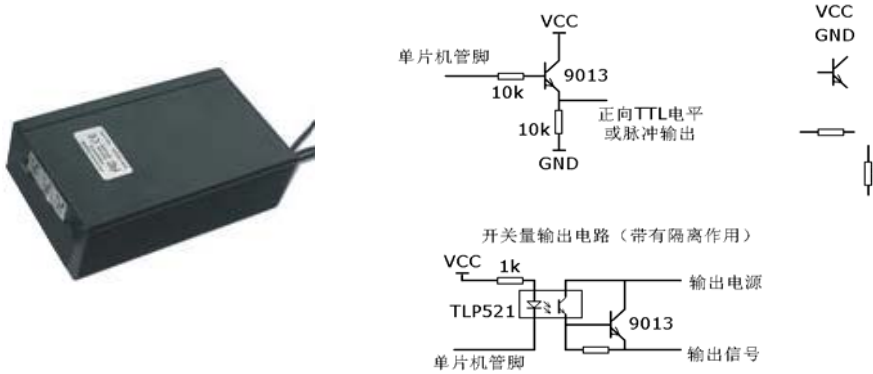 VCC
单片机管脚
9013
10k
正向TTL电平
或脉冲输出
10k
GND
VCC
GND
开关量输出电路（带有隔离作用）
VCC
1k
输出电源
TLP521
9013
单片机管脚
输出信号